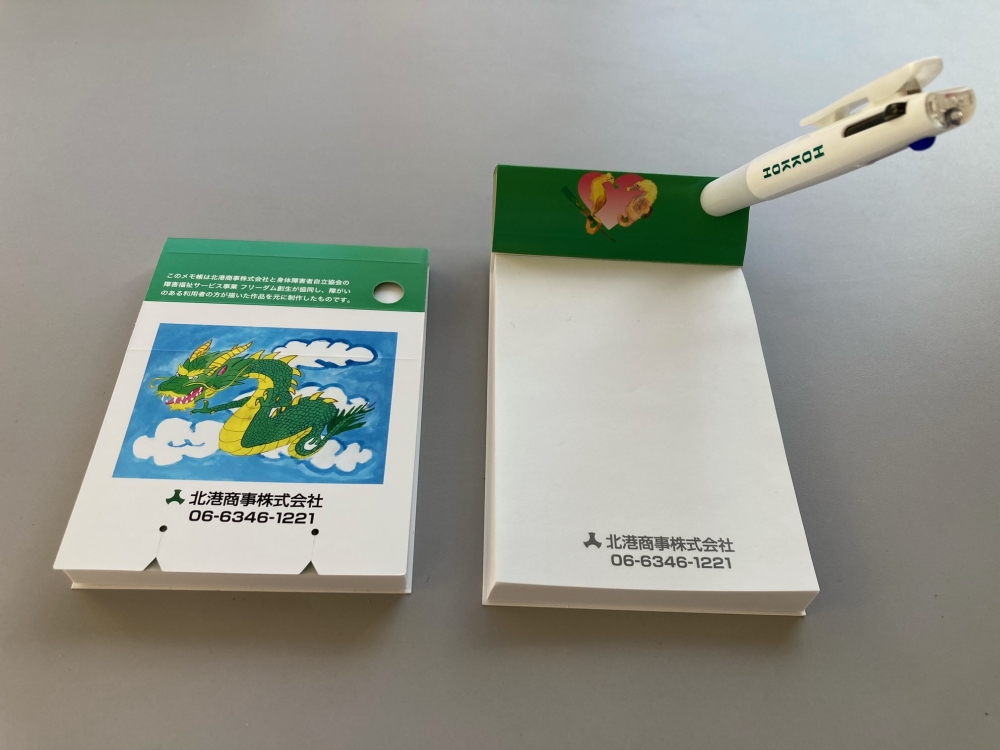 このメモ帳は北港商事株式会社と身体障害者自立協会の
障害福祉サービス事業 フリーダム創生が協同し、障がい
のある利用者の方が描いた作品を元に制作したものです。
北港商事株式会社
06-6346-1221
HOKKOH
北港商事株式会社
06-6346-1221